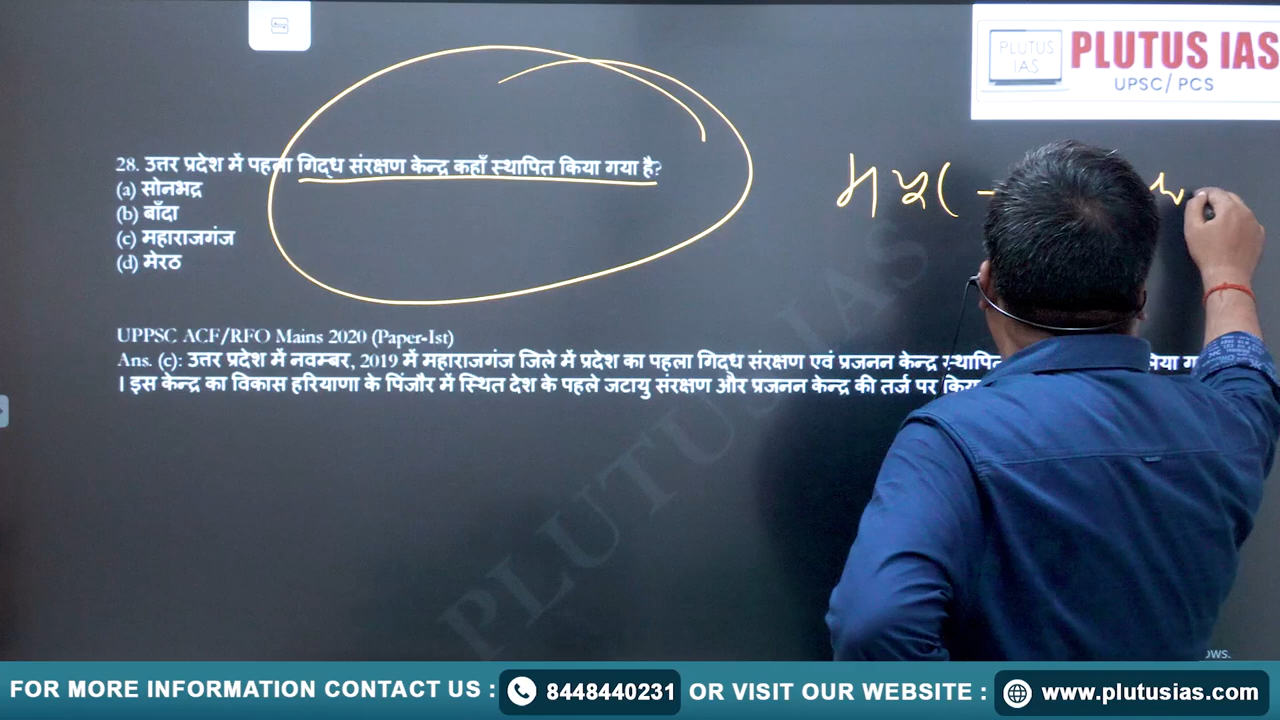 PLUTUS
IAS
PLUTUS IAS
UPSC/ PCS
28. उत्तर प्रदेश में पहला गिद्ध संरक्षण केन्द्र कहाँ स्थापित किया गया है?
(a) सोनभद्र
(b) बाँदा
(c) महाराजगंज
(d) मेरठ
UPPSC ACF/RFO Mains 2020 (Paper-Ist)
Ans. (c): उत्तर प्रदेश में नवम्बर, 2019 में महाराजगंज जिले में प्रदेश का पहला गिद्ध संरक्षण एवं प्रजनन केन्द्र स्थापित
। इस केन्द्र का विकास हरियाणा के पिंजौर में स्थित देश के पहले जटायु संरक्षण और प्रजनन केन्द्र की तर्ज पर
PLUTUS IAS
FOR MORE INFORMATION CONTACT US : 8448440231 OR VISIT OUR WEBSITE : www.plutusias.com